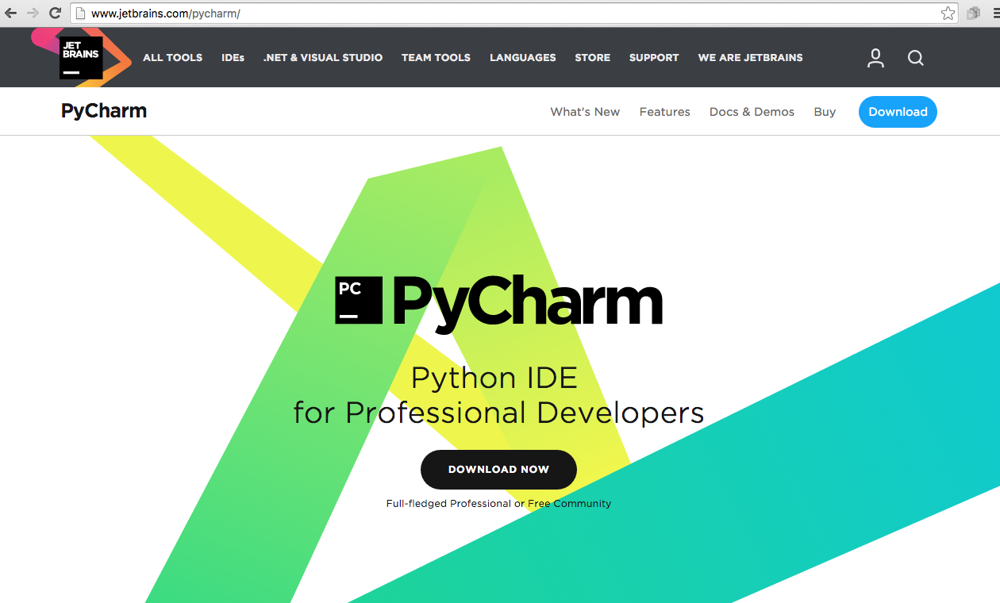 www.jetbrains.com/pycharm/
JET
BRAINS
ALL TOOLS IDEs .NET & VISUAL STUDIO TEAM TOOLS LANGUAGES STORE SUPPORT WE ARE JETBRAINS
PyCharm What's New Features Docs & Demos Buy Download
PC PyCharm
Python IDE
for Professional Developers
DOWNLOAD NOW
Full-fledged Professional or Free Community